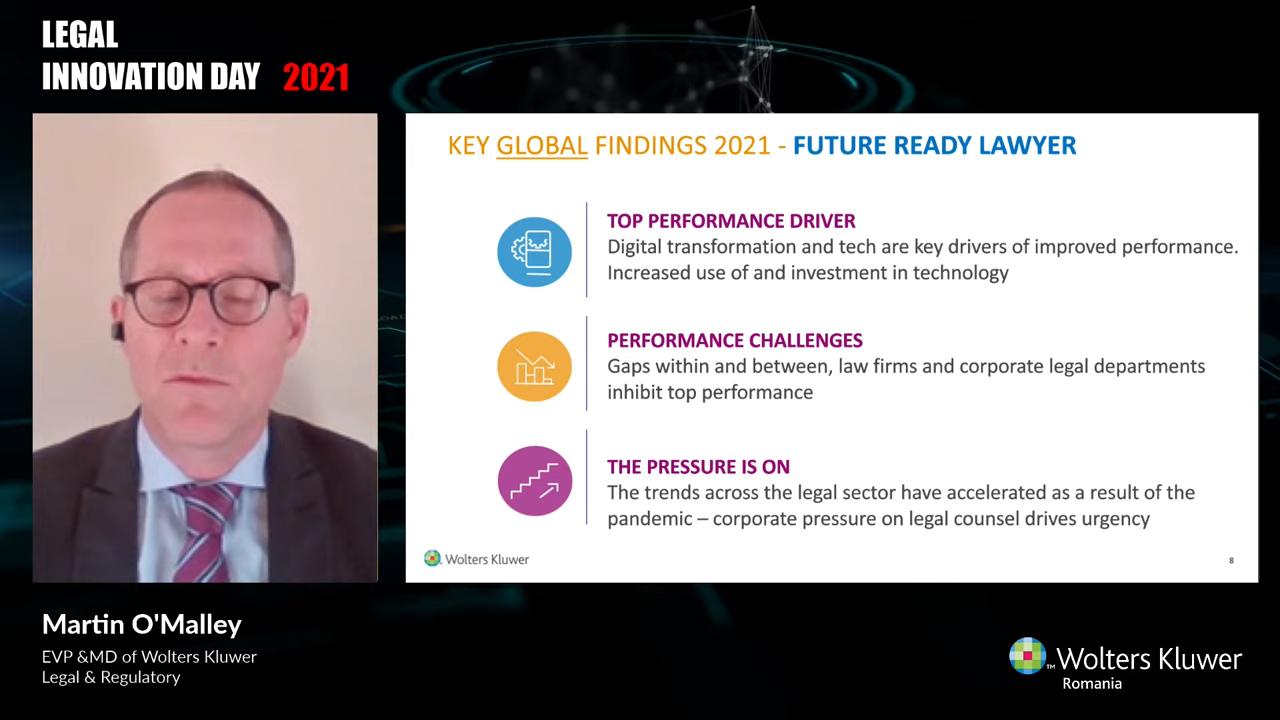 LEGAL
INNOVATION DAY 2021
KEY GLOBAL FINDINGS 2021 - FUTURE READY LAWYER
TOP PERFORMANCE DRIVER
Digital transformation and tech are key drivers of improved performance.
Increased use of and investment in technology
PERFORMANCE CHALLENGES
Gaps within and between, law firms and corporate legal departments
inhibit top performance
THE PRESSURE IS ON
The trends across the legal sector have accelerated as a result of the
pandemic – corporate pressure on legal counsel drives urgency
Wolters Kluwer
8
Martin O'Malley
EVP &MD of Wolters Kluwer
Legal & Regulatory
TM Wolters Kluwer
Romania